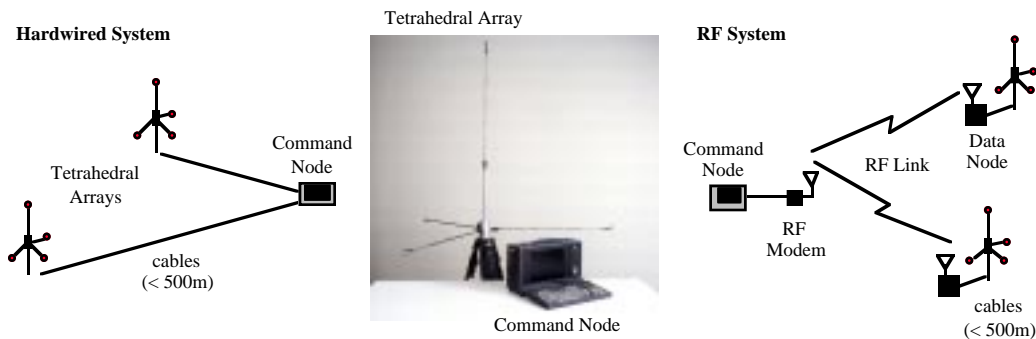 Hardwired System
Tetrahedral
Arrays
Command
Node
cables
(< 500m)
Tetrahedral Array
Command Node
RF System
Command
Node
RF
Modem
RF Link
Data
Node
cables
(< 500m)